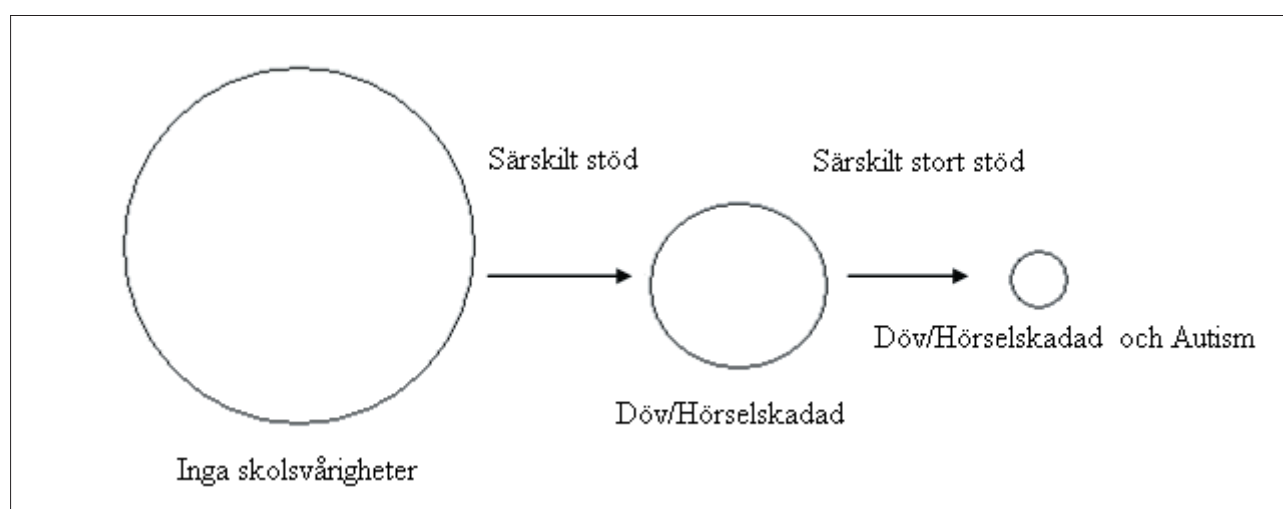 Särskilt stöd
Särskilt stort stöd
Döv/Hörselskadad och Autism
Döv/Hörselskadad
Inga skolsvårigheter